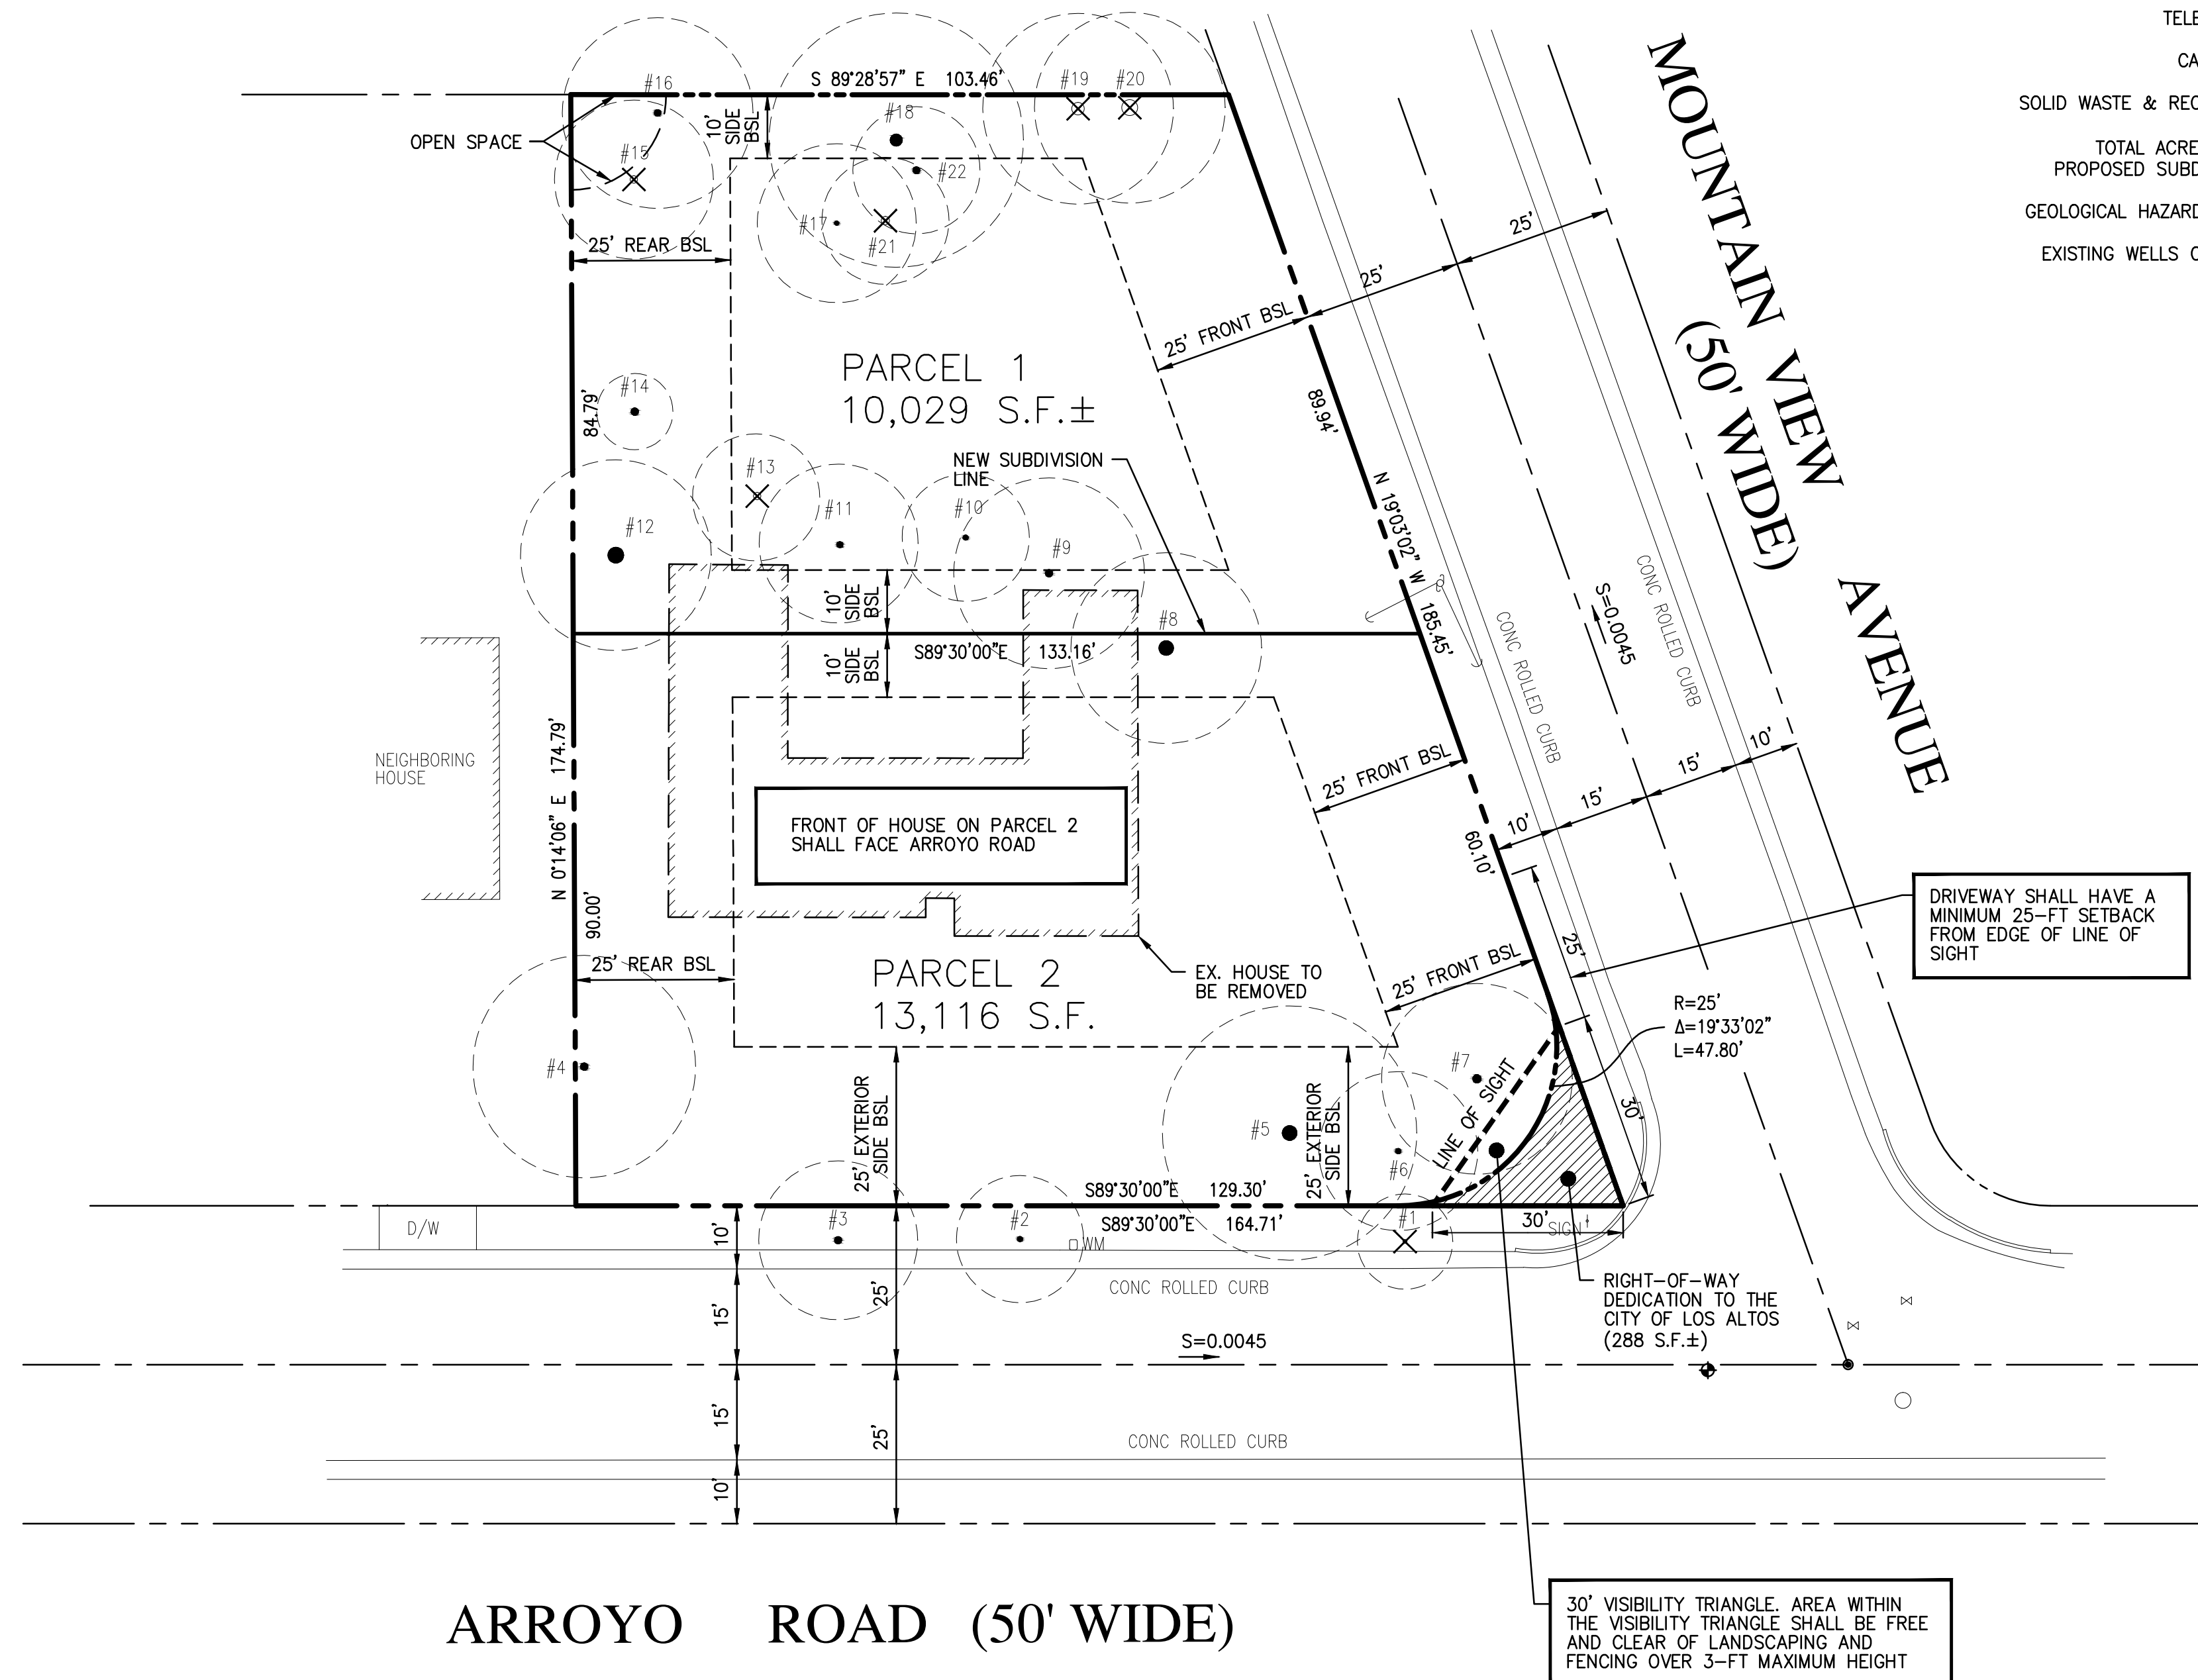 TELE
CA
SOLID WASTE & REC
TOTAL ACRE
PROPOSED SUBD
GEOLOGICAL HAZARD
EXISTING WELLS
MOUNTAIN VIEW AVENUE
(50' WIDE)
S 89°28'57" E 103.46'
#16
#19
#20
OPEN SPACE
#15
10'
SIDE
BSL
#18
#22
#17
#21
25' REAR BSL
25'
25'
25' FRONT BSL
PARCEL 1
10,029 S.F.±
#14
84.79'
89.94'
NEW SUBDIVISION
LINE
#13
#12
#11
#10
#9
N 19°03'02" W
185.45'
CONC ROLLED CURB
CONC ROLLED CURB
S=0.0045
10'
SIDE
BSL
#8
S89°30'00"E 133.16'
10'
SIDE
BSL
NEIGHBORING
HOUSE
N 0°14'06" E 174.79'
25' FRONT BSL
10'
15'
15'
10'
FRONT OF HOUSE ON PARCEL 2
SHALL FACE ARROYO ROAD
60.10'
90.00'
DRIVEWAY SHALL HAVE A
MINIMUM 25-FT SETBACK
FROM EDGE OF LINE OF
SIGHT
25'
25' REAR BSL
PARCEL 2
13,116 S.F.
EX. HOUSE TO
BE REMOVED
25' FRONT BSL
R=25'
Δ=19°33'02"
L=47.80'
#4
#7
#5
#6
LINE OF SIGHT
30'
25' EXTERIOR
SIDE BSL
25' EXTERIOR
SIDE BSL
S89°30'00"E 129.30'
S89°30'00"E 164.71'
D/W
#3
#2
WM
#1
30'
SIGN
10'
25'
15'
CONC ROLLED CURB
RIGHT-OF-WAY
DEDICATION TO THE
CITY OF LOS ALTOS
(288 S.F.±)
S=0.0045
15'
25'
CONC ROLLED CURB
10'
ARROYO ROAD (50' WIDE)
30' VISIBILITY TRIANGLE. AREA WITHIN
THE VISIBILITY TRIANGLE SHALL BE FREE
AND CLEAR OF LANDSCAPING AND
FENCING OVER 3-FT MAXIMUM HEIGHT